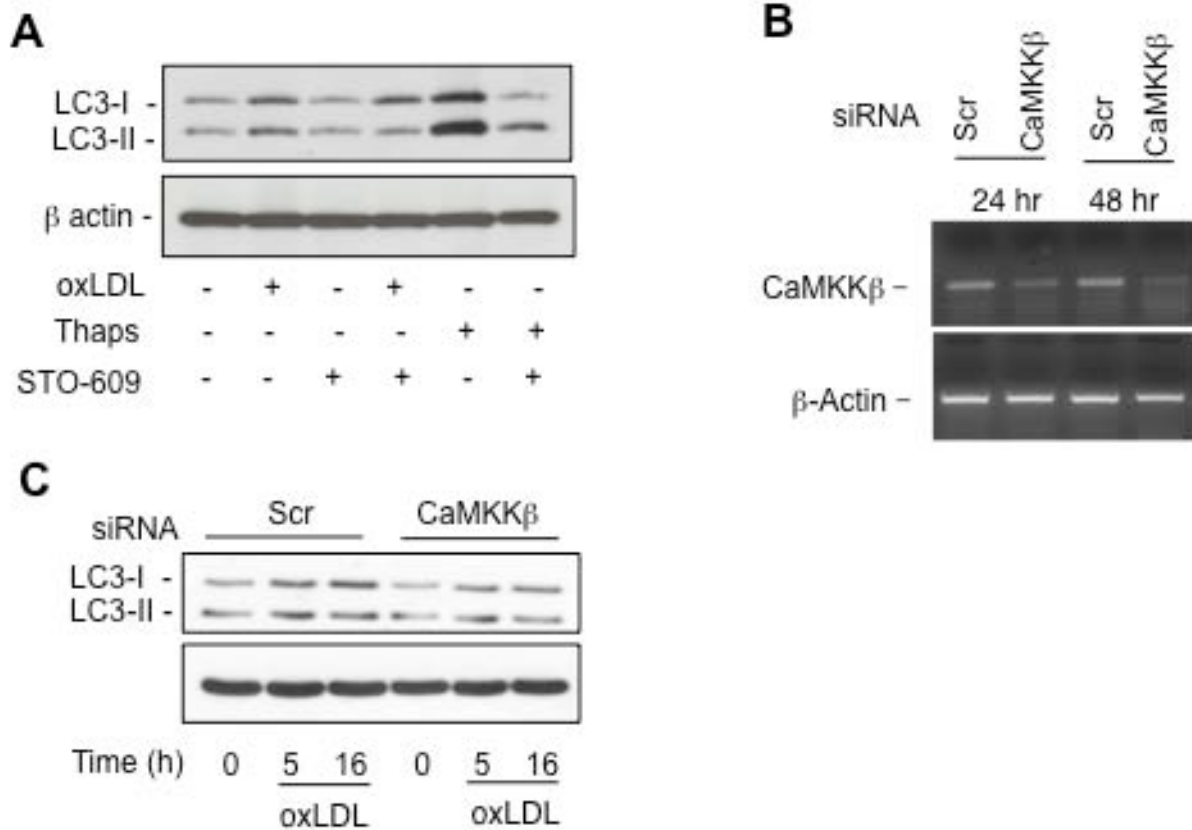 A
LC3-I -
LC3-II -
β actin -
oxLDL - + - + - -
Thaps - - - - + +
STO-609 - - + + - +
B
siRNA Scr CaMKKβ Scr CaMKKβ
24 hr 48 hr
CaMKKβ -
β-Actin -
C
siRNA Scr CaMKKβ
LC3-I -
LC3-II -
Time (h) 0 5 16 0 5 16
oxLDL oxLDL